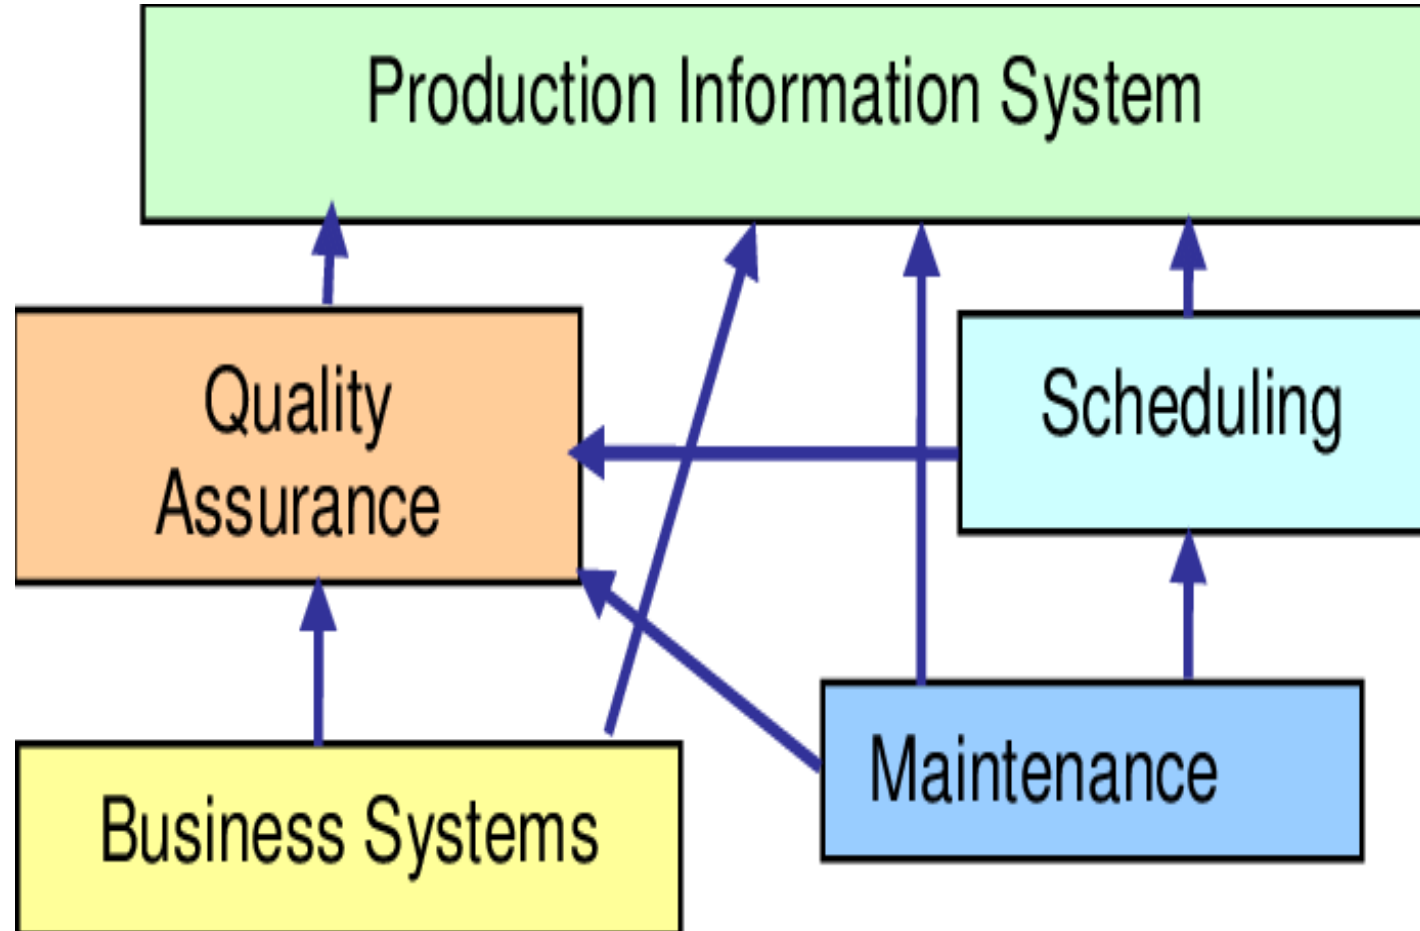 Production Information System
Quality
Assurance
Scheduling
Maintenance
Business Systems